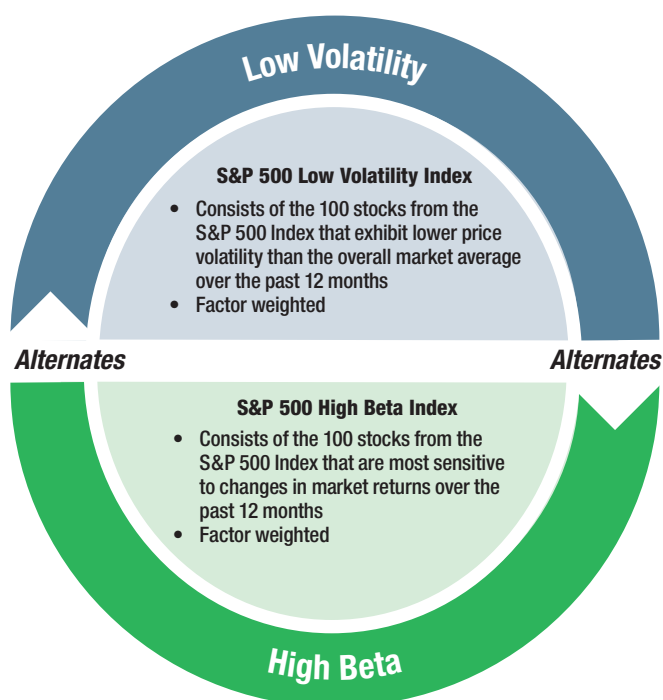 Low Volatility
S&P 500 Low Volatility Index
• Consists of the 100 stocks from the
S&P 500 Index that exhibit lower price
volatility than the overall market average
over the past 12 months
• Factor weighted
Alternates
Alternates
S&P 500 High Beta Index
• Consists of the 100 stocks from the
S&P 500 Index that are most sensitive
to changes in market returns over the
past 12 months
• Factor weighted
High Beta